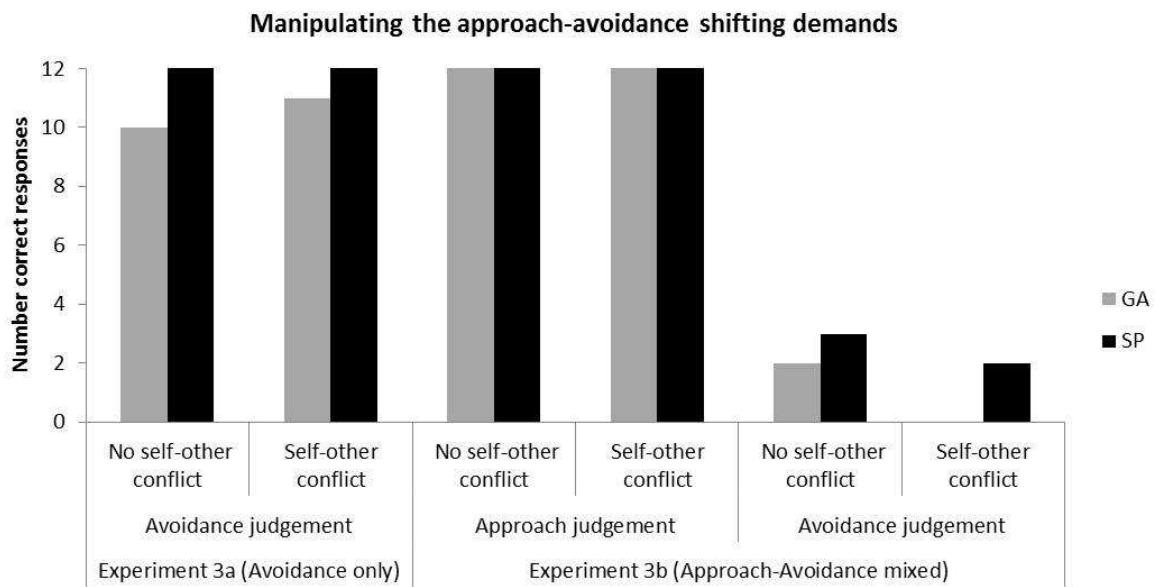 Manipulating the approach-avoidance shifting demands
Number correct responses
12
10
8
6
4
2
0
GA
SP
No self-other conflict
Self-other conflict
No self-other conflict
Self-other conflict
No self-other conflict
Self-other conflict
Avoidance judgement
Approach judgement
Avoidance judgement
Experiment 3a (Avoidance only)
Experiment 3b (Approach-Avoidance mixed)